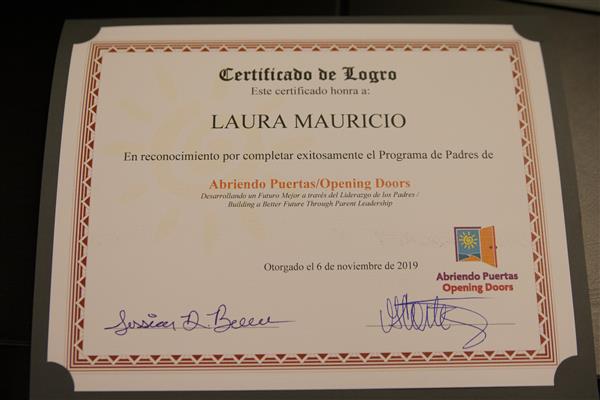 Certificado de Logro
Este certificado honra a:
LAURA MAURICIO
En reconocimiento por completar exitosamente el Programa de Padres de
Abriendo Puertas/Opening Doors
Desarrollando un Futuro Mejor a través del Liderazgo de los Padres /
Building a Better Future Through Parent Leadership
Otorgado el 6 de noviembre de 2019
Abriendo Puertas
Opening Doors